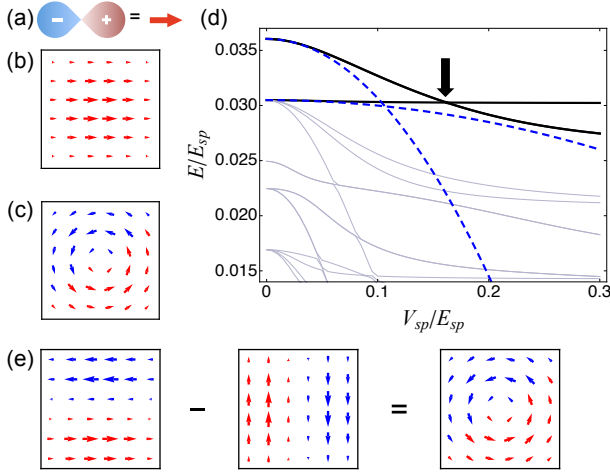 (a) − + =
(b)
(c)
(d)
E/E_sp
0.035
0.030
0.025
0.020
0.015
0 0.1 0.2 0.3
V_sp/E_sp
(e) − =